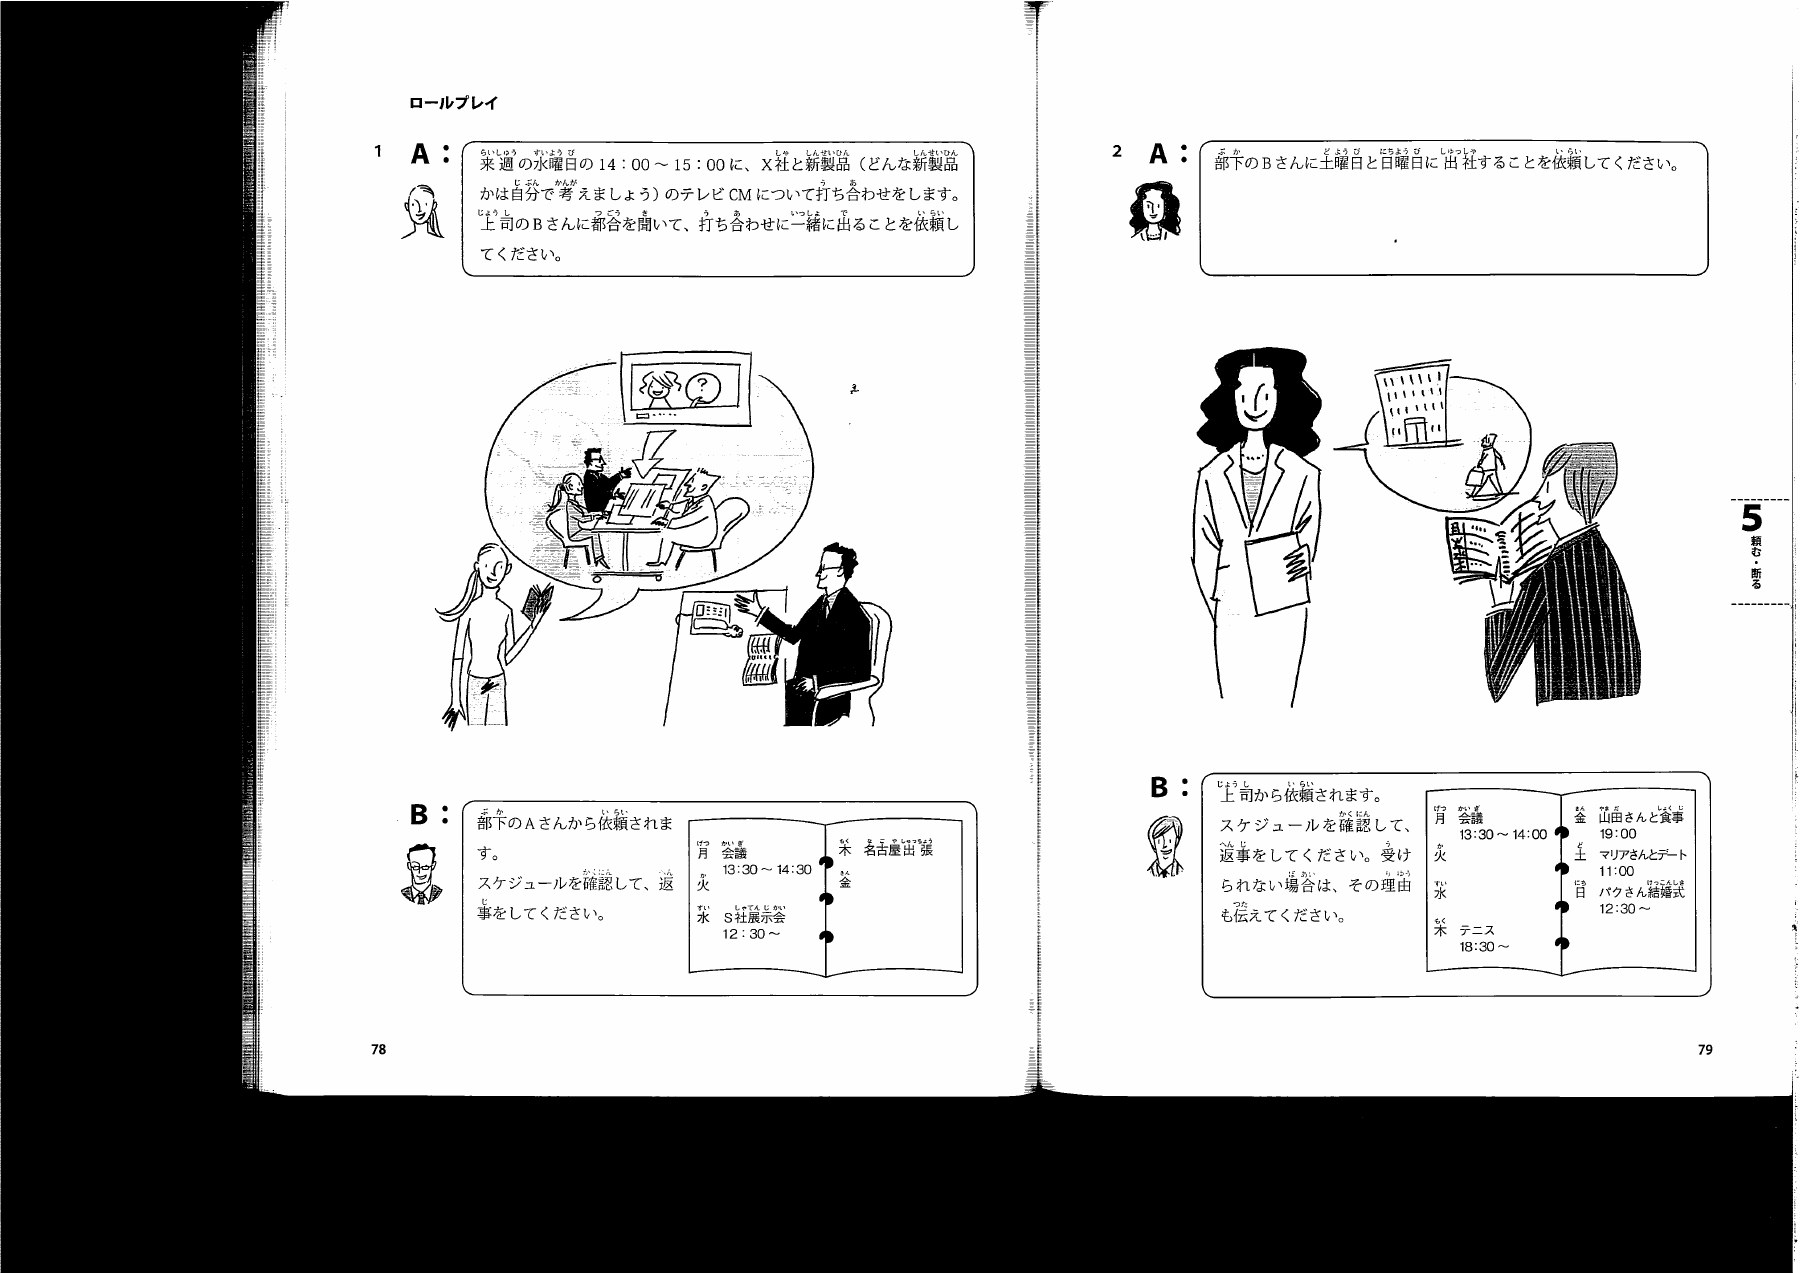 ロールプレイ
1 A：
来週の水曜日の 14：00 ～ 15：00に、X社と新製品（どんな新製品
かは自分で考えましょう）のテレビ CM について打ち合わせをします。
上司のBさんに都合を聞いて、打ち合わせに一緒に出ることを依頼し
てください。
?
B：
部下のAさんから依頼されま
す。
スケジュールを確認して、返
事をしてください。
月 会議
13:30 ～ 14:30
火
水 S社展示会
12：30 ～
木 名古屋出張
金
78
2 A：
部下のBさんに土曜日と日曜日に出社することを依頼してください。
月
5
頼む・断る
B：
上司から依頼されます。
スケジュールを確認して、
返事をしてください。受け
られない場合は、その理由
も伝えてください。
月 会議
13:30 ～ 14:00
火
水
木 テニス
18:30 ～
金 山田さんと食事
19:00
土 マリアさんとデート
11:00
日 パクさん結婚式
12:30 ～
79